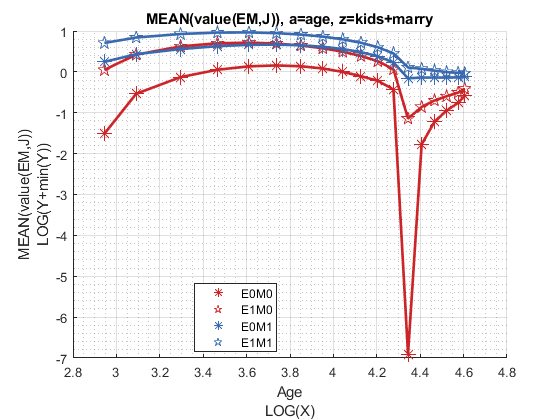 MEAN(value(EM,J)), a=age, z=kids+marry
MEAN(value(EM,J))
LOG(Y+min(Y))
1
0
-1
-2
-3
-4
-5
-6
-7
E0M0
E1M0
E0M1
E1M1
2.8 3 3.2 3.4 3.6 3.8 4 4.2 4.4 4.6 4.8
Age
LOG(X)